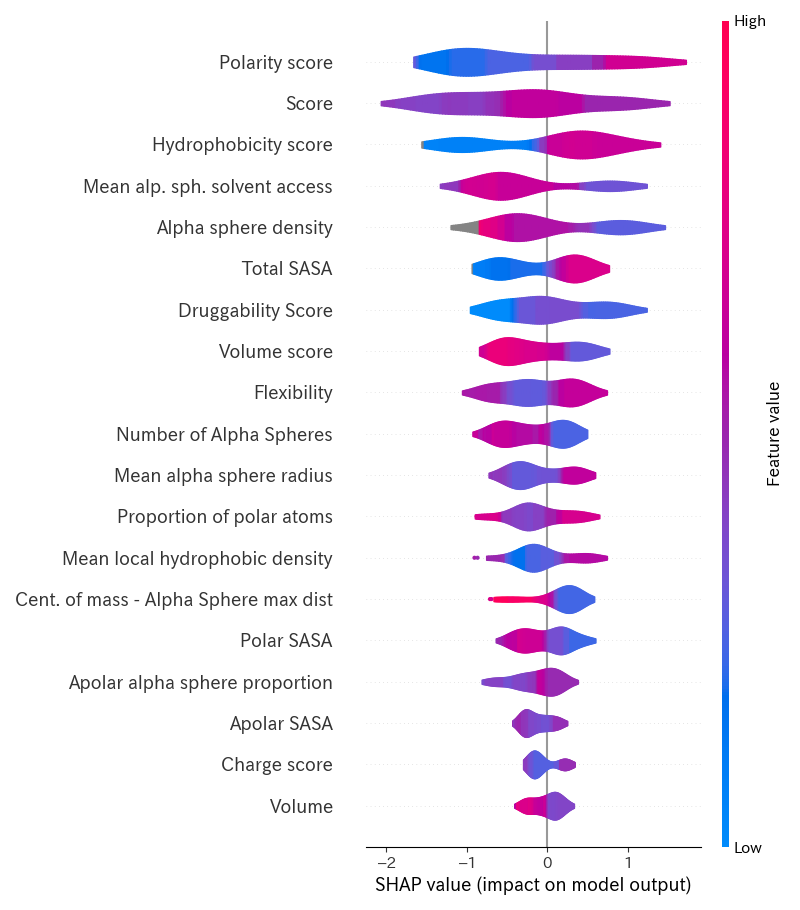 High
Polarity score
Score
Hydrophobicity score
Mean alp. sph. solvent access
Alpha sphere density
Total SASA
Druggability Score
Volume score
Flexibility
Number of Alpha Spheres
Mean alpha sphere radius
Proportion of polar atoms
Mean local hydrophobic density
Cent. of mass - Alpha Sphere max dist
Polar SASA
Apolar alpha sphere proportion
Apolar SASA
Charge score
Volume
Feature value
Low
−2 −1 0 1
SHAP value (impact on model output)